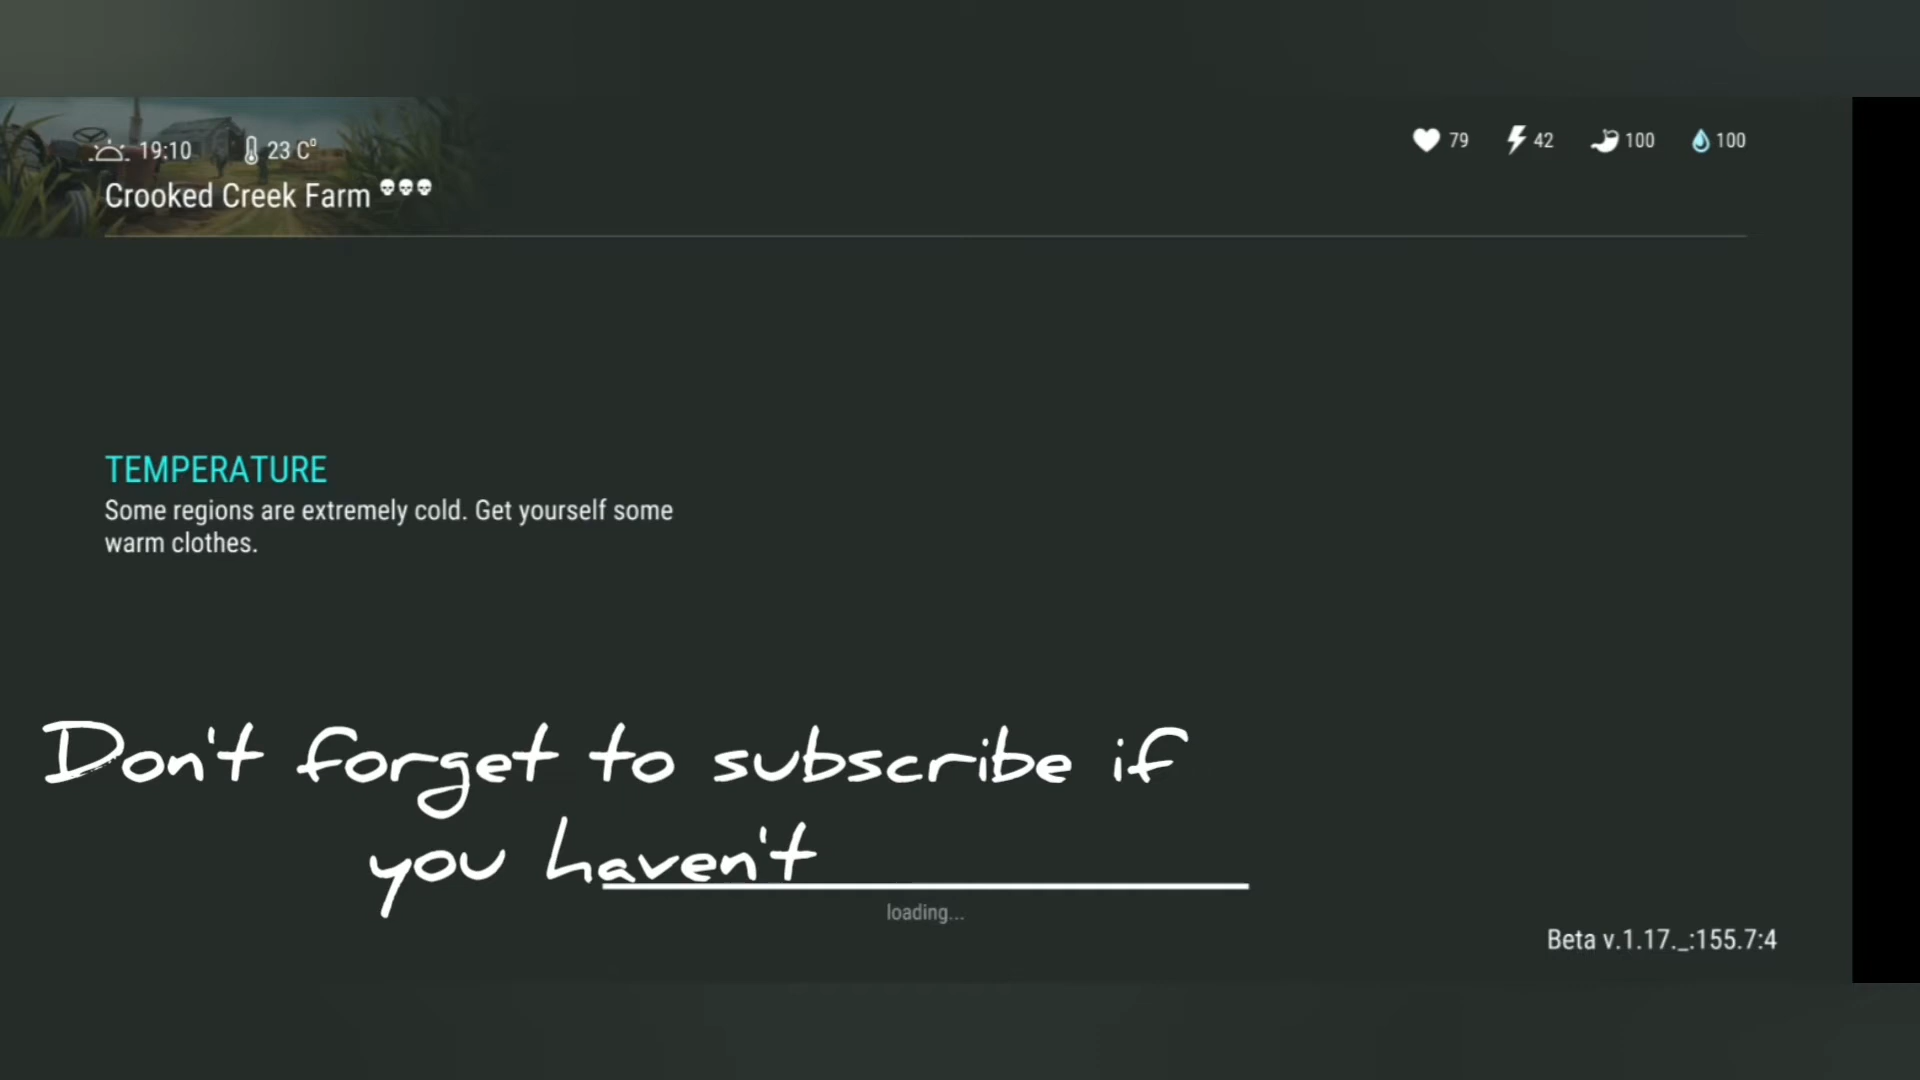 19:10 23 C°
79 42 100 100
Crooked Creek Farm
TEMPERATURE
Some regions are extremely cold. Get yourself some
warm clothes.
Don't forget to subscribe if
you haven't
loading...
Beta v.1.17._:155.7:4